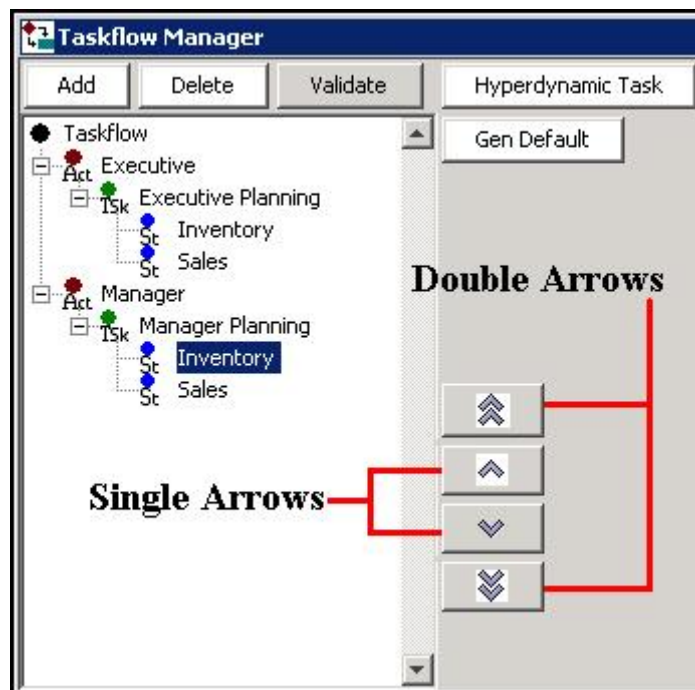 Taskflow Manager
Add Delete Validate Hyperdynamic Task
Gen Default
Taskflow
Act Executive
Tsk Executive Planning
St Inventory
St Sales
Act Manager
Tsk Manager Planning
St Inventory
St Sales
Double Arrows
Single Arrows